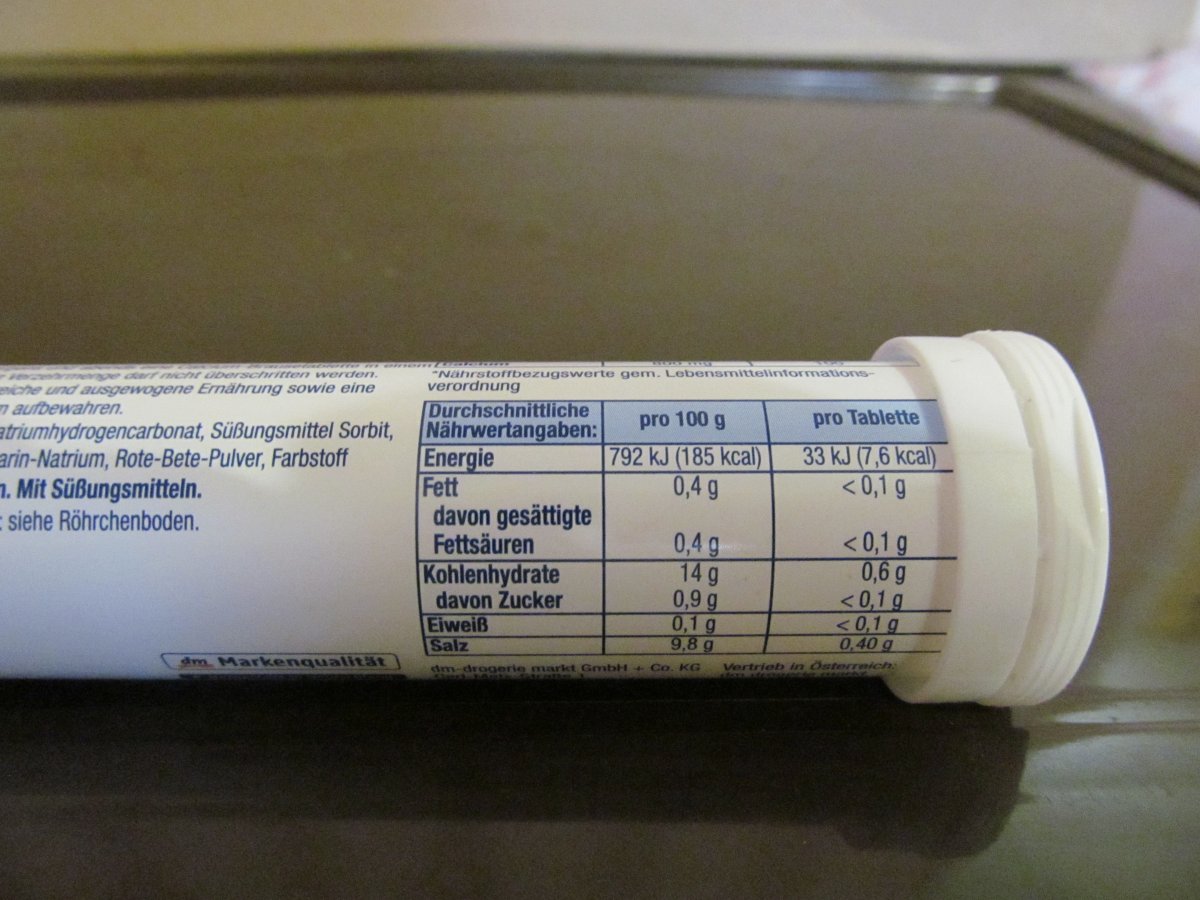 Verzehrmenge darf nicht überschritten werden.
eiche und ausgewogene Ernährung sowie eine
n aufbewahren.
atriumhydrogencarbonat, Süßungsmittel Sorbit,
arin-Natrium, Rote-Bete-Pulver, Farbstoff
n. Mit Süßungsmitteln.
: siehe Röhrchenboden.
dm Markenqualität
Calcium 800 mg 100
*Nährstoffbezugswerte gem. Lebensmittelinformations-
verordnung
Durchschnittliche
Nährwertangaben: pro 100 g pro Tablette
Energie 792 kJ (185 kcal) 33 kJ (7,6 kcal)
Fett 0,4 g < 0,1 g
davon gesättigte
Fettsäuren 0,4 g < 0,1 g
Kohlenhydrate 14 g 0,6 g
davon Zucker 0,9 g < 0,1 g
Eiweiß 0,1 g < 0,1 g
Salz 9,8 g 0,40 g
dm-drogerie markt GmbH + Co. KG Vertrieb in Österreich: